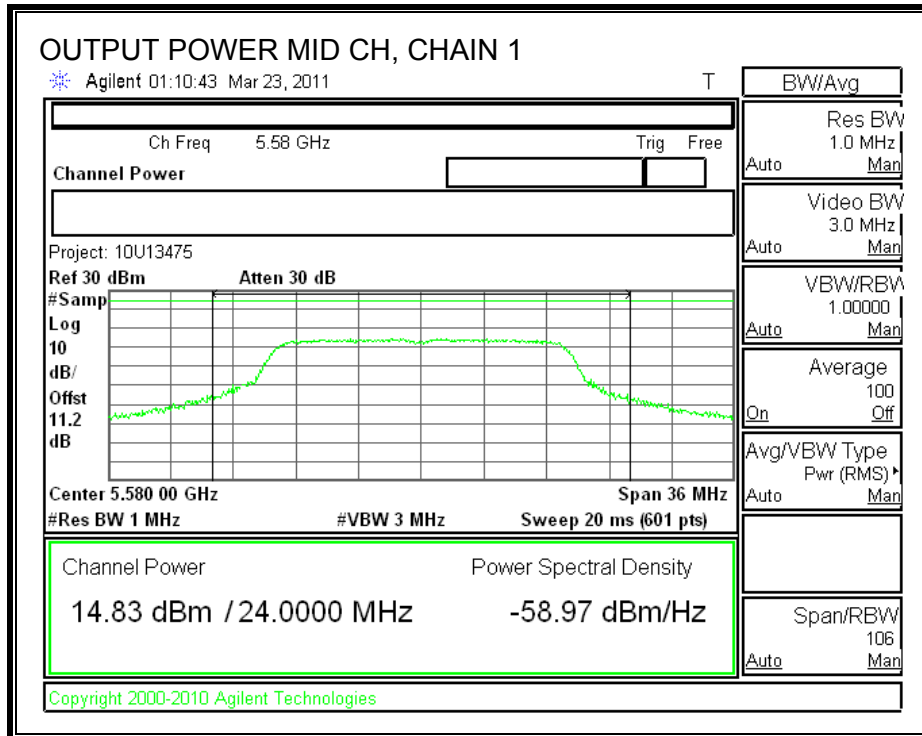 OUTPUT POWER MID CH, CHAIN 1
Agilent 01:10:43 Mar 23, 2011 T
BW/Avg
Ch Freq 5.58 GHz Trig Free
Channel Power
Project: 10U13475
Ref 30 dBm Atten 30 dB
#Samp
Log
10
dB/
Offst
11.2
dB
Center 5.580 00 GHz Span 36 MHz
#Res BW 1 MHz #VBW 3 MHz Sweep 20 ms (601 pts)
Channel Power Power Spectral Density
14.83 dBm / 24.0000 MHz -58.97 dBm/Hz
Copyright 2000-2010 Agilent Technologies
Res BW
1.0 MHz
Auto Man
Video BW
3.0 MHz
Auto Man
VBW/RBW
1.00000
Auto Man
Average
100
On Off
Avg/VBW Type
Pwr (RMS)
Auto Man
Span/RBW
106
Auto Man